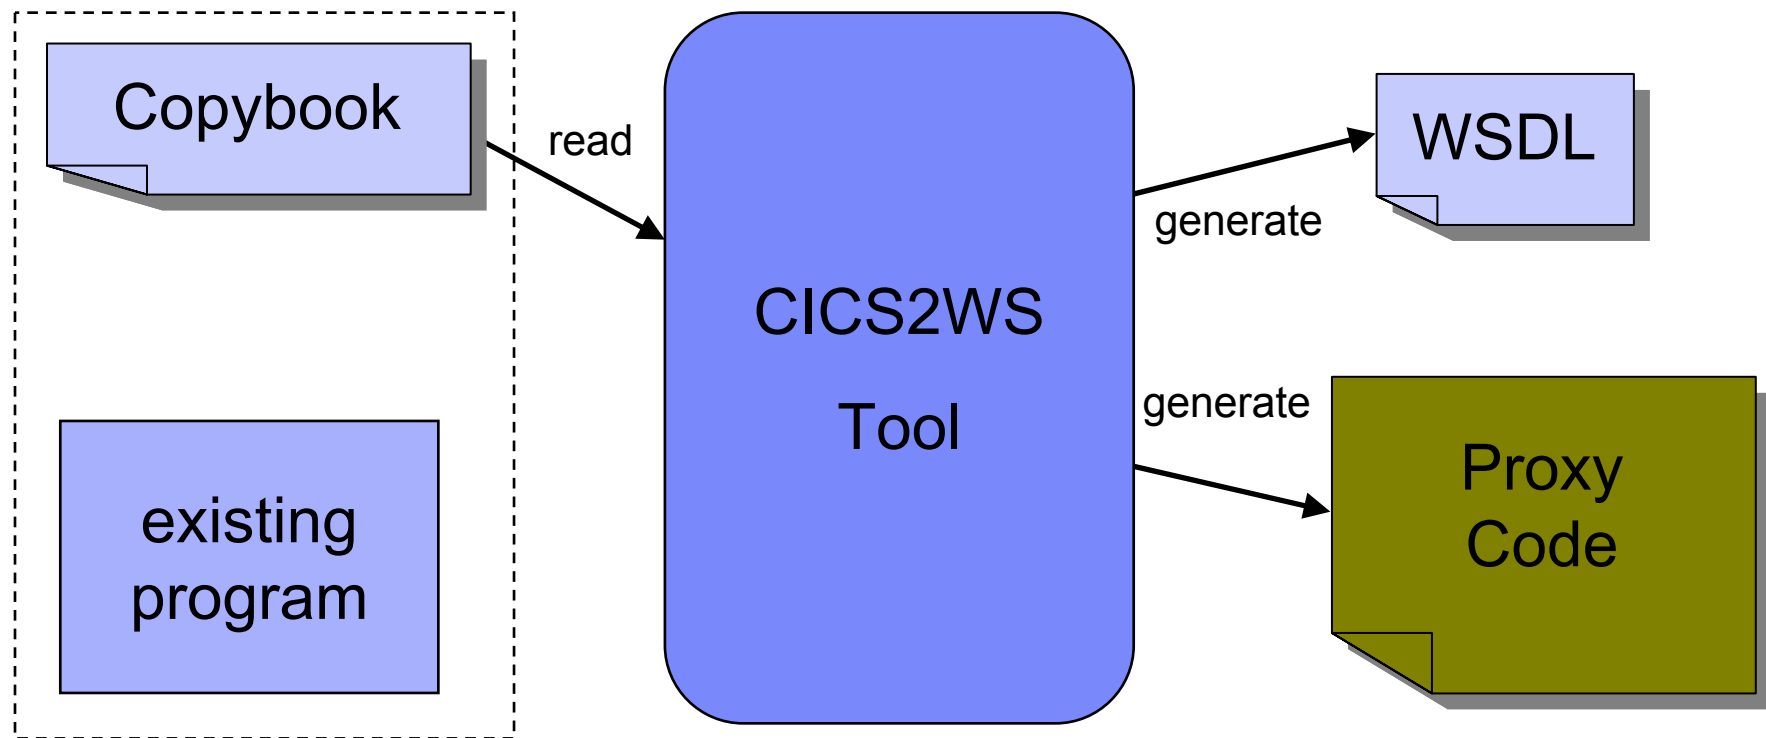 Copybook
read
WSDL
generate
CICS2WS
Tool
generate
existing
program
Proxy
Code